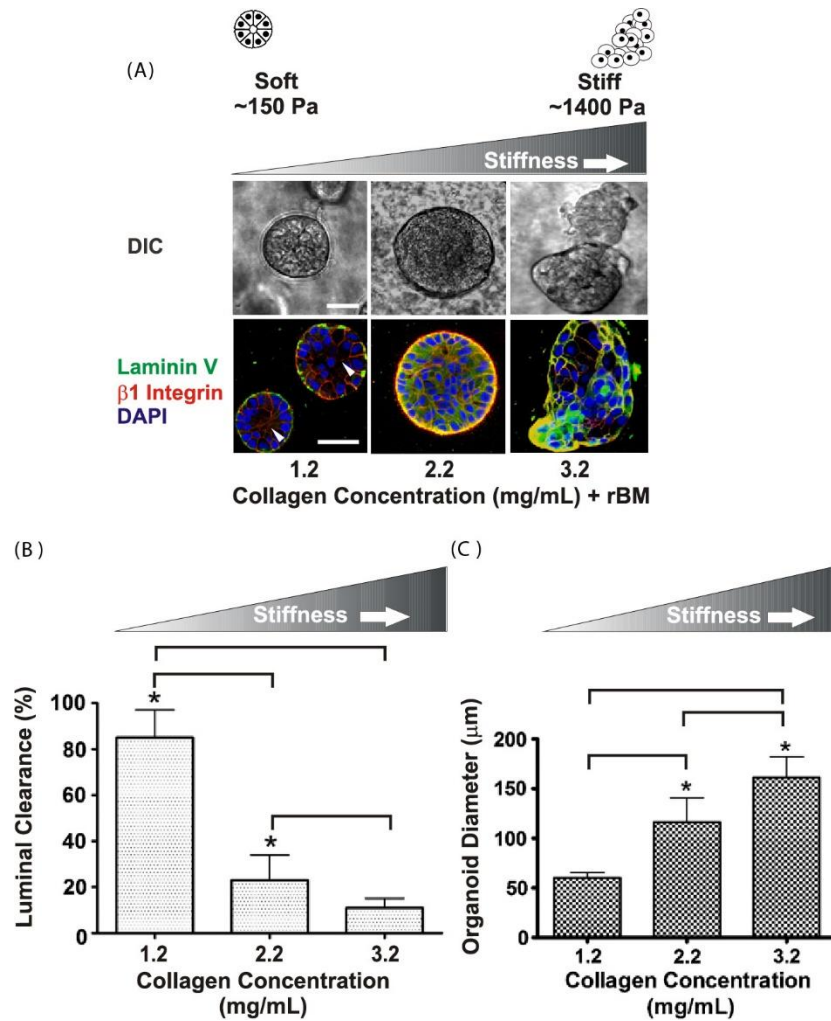 (A)
Soft
~150 Pa
Stiff
~1400 Pa
Stiffness
DIC
Laminin V
β1 Integrin
DAPI
1.2 2.2 3.2
Collagen Concentration (mg/mL) + rBM
(B)
Stiffness
Luminal Clearance (%)
100
80
60
40
20
0
*
*
1.2 2.2 3.2
Collagen Concentration
(mg/mL)
(C)
Stiffness
Organoid Diameter (μm)
200
150
100
50
0
*
*
1.2 2.2 3.2
Collagen Concentration
(mg/mL)